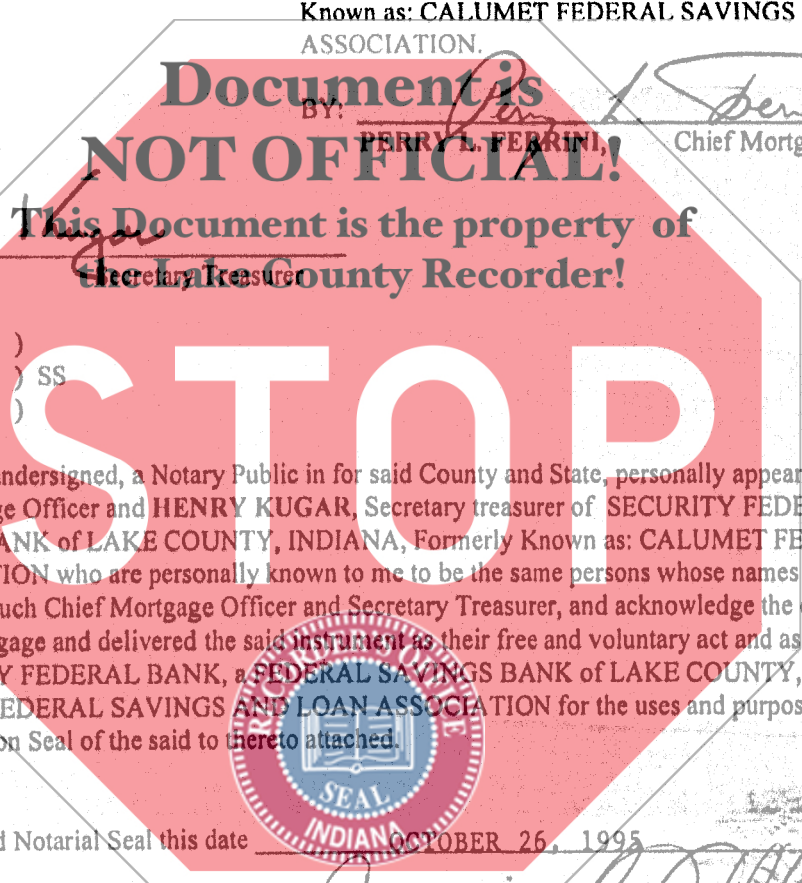 Known as: CALUMET FEDERAL SAVINGS
ASSOCIATION.
Document is
BY:
NOT OFFICIAL!
PERRY L. FERRINI, Chief Mortg
This Document is the property of
Kugar
the Lake County Recorder!
Secretary Treasurer
)
) SS
)
STOP
ndersigned, a Notary Public in for said County and State, personally appear
ge Officer and HENRY KUGAR, Secretary treasurer of SECURITY FEDE
ANK of LAKE COUNTY, INDIANA, Formerly Known as: CALUMET FE
TION who are personally known to me to be the same persons whose names
uch Chief Mortgage Officer and Secretary Treasurer, and acknowledge the
gage and delivered the said instrument as their free and voluntary act and as
Y FEDERAL BANK, a FEDERAL SAVINGS BANK of LAKE COUNTY,
EDERAL SAVINGS AND LOAN ASSOCIATION for the uses and purpos
on Seal of the said to thereto attached.
RECORDER'S OFFICE
SEAL
INDIANA
d Notarial Seal this date OCTOBER 26, 1995